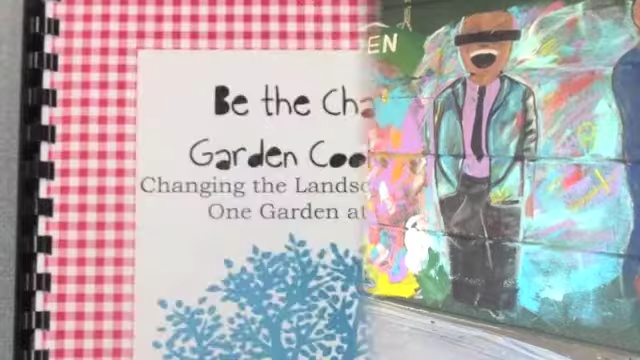 Be the Cha
Garden Coo
Changing the Landsc
One Garden at
EN